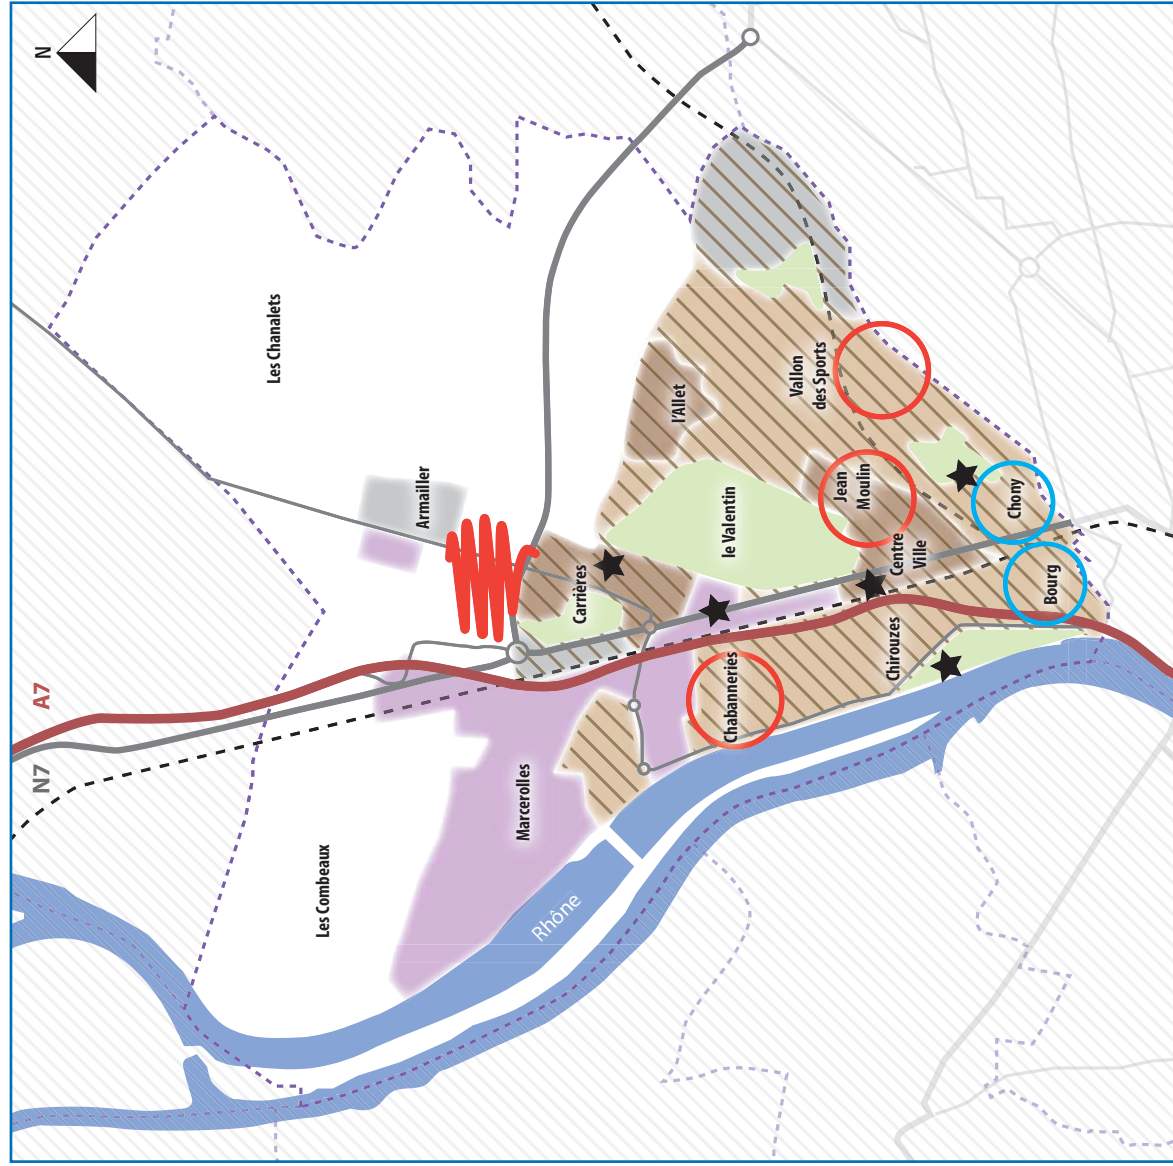 N
A7
N7
Les Chanalets
Armailler
Les Combeaux
Marcerolles
Rhône
Carrières
l'Allet
le Valentin
Vallon
des Sports
Jean
Moulin
Centre
Ville
Chabanneries
Chirouzes
Chony
Bourg